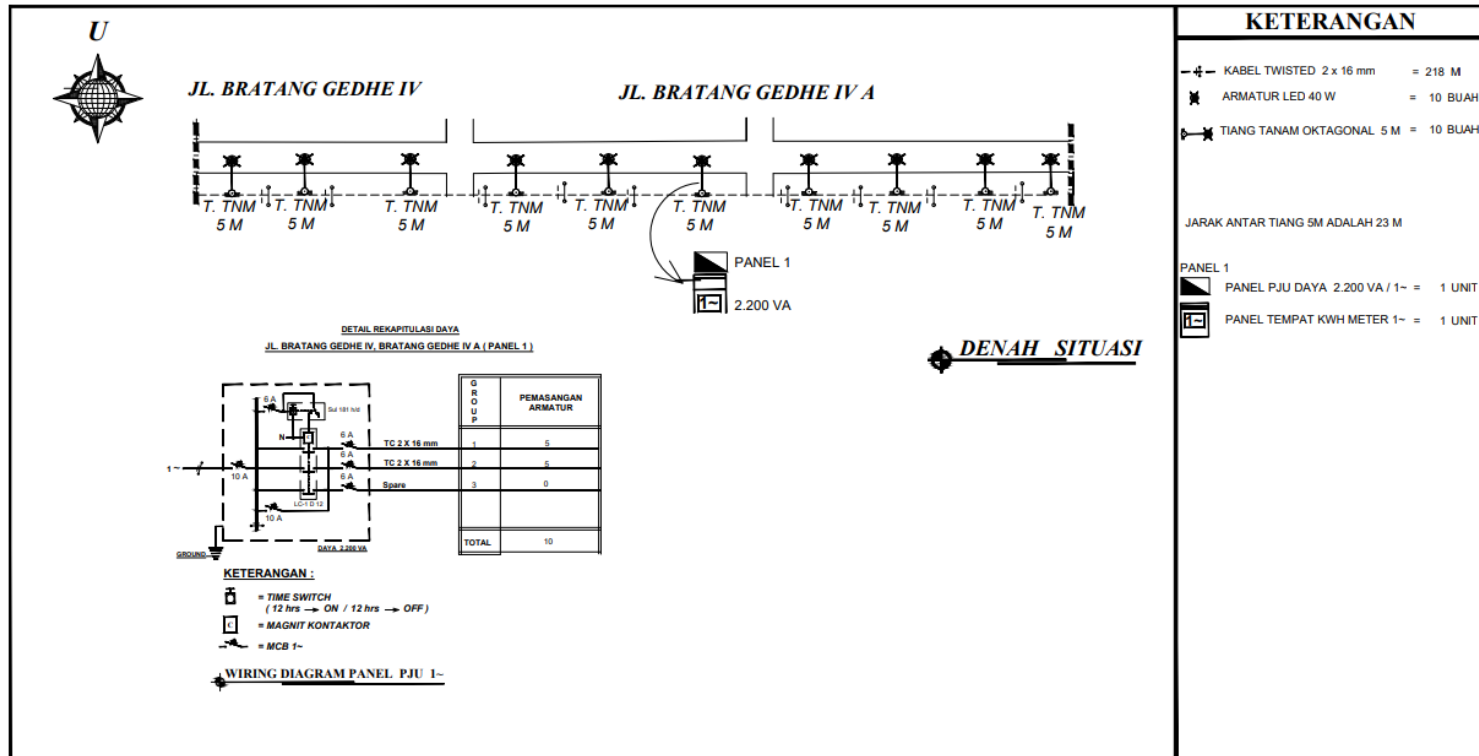 U
JL. BRATANG GEDHE IV
JL. BRATANG GEDHE IV A
T. TNM
5 M
T. TNM
5 M
T. TNM
5 M
T. TNM
5 M
T. TNM
5 M
T. TNM
5 M
T. TNM
5 M
T. TNM
5 M
T. TNM
5 M
T. TNM
5 M
PANEL 1
1~
2.200 VA
DENAH SITUASI
DETAIL REKAPITULASI DAYA
JL. BRATANG GEDHE IV, BRATANG GEDHE IV A ( PANEL 1 )
6 A
Sul 181 h/d
N
C
6 A
TC 2 X 16 mm
6 A
TC 2 X 16 mm
1~
10 A
6 A
Spare
LC-1 D 12
10 A
GROUND
DAYA 2.200 VA
GROUP
PEMASANGAN
ARMATUR
1 5
2 5
3 0
TOTAL 10
KETERANGAN :
= TIME SWITCH
( 12 hrs → ON / 12 hrs → OFF )
C = MAGNIT KONTAKTOR
= MCB 1~
WIRING DIAGRAM PANEL PJU 1~
KETERANGAN
KABEL TWISTED 2 x 16 mm = 218 M
ARMATUR LED 40 W = 10 BUAH
TIANG TANAM OKTAGONAL 5 M = 10 BUAH
JARAK ANTAR TIANG 5M ADALAH 23 M
PANEL 1
PANEL PJU DAYA 2.200 VA / 1~ = 1 UNIT
1~ PANEL TEMPAT KWH METER 1~ = 1 UNIT